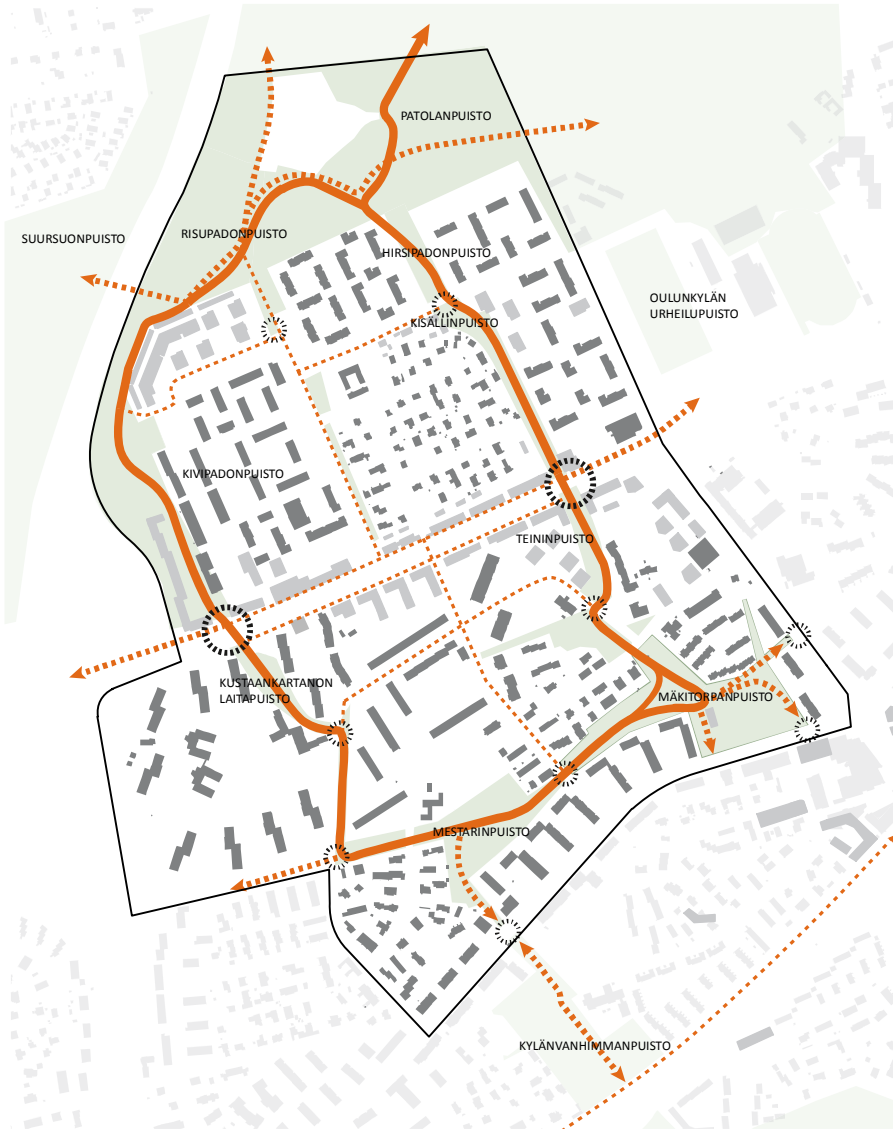 PATOLANPUISTO
SUURSUONPUISTO
RISUPADONPUISTO
HIRSIPADONPUISTO
OULUNKYLÄN
URHEILUPUISTO
KISÄLLINPUISTO
KIVIPADONPUISTO
TEININPUISTO
KUSTAANKARTANON
LAITAPUISTO
MÄKITORPANPUISTO
MESTARINPUISTO
KYLÄNVANHIMMANPUISTO